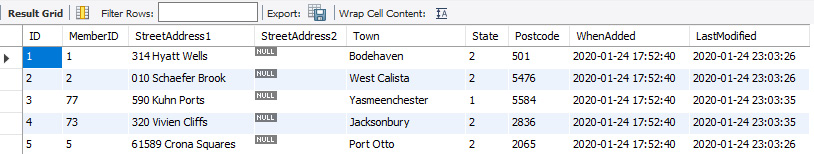 Result Grid Filter Rows: Export: Wrap Cell Content: IA
ID MemberID StreetAddress1 StreetAddress2 Town State Postcode WhenAdded LastModified
1 1 314 Hyatt Wells NULL Bodehaven 2 501 2020-01-24 17:52:40 2020-01-24 23:03:26
2 2 010 Schaefer Brook NULL West Calista 2 5476 2020-01-24 17:52:40 2020-01-24 23:03:26
3 77 590 Kuhn Ports NULL Yasmeenchester 1 5584 2020-01-24 17:52:40 2020-01-24 23:03:35
4 73 320 Vivien Cliffs NULL Jacksonbury 2 2836 2020-01-24 17:52:40 2020-01-24 23:03:35
5 5 61589 Crona Squares NULL Port Otto 2 2065 2020-01-24 17:52:40 2020-01-24 23:03:26